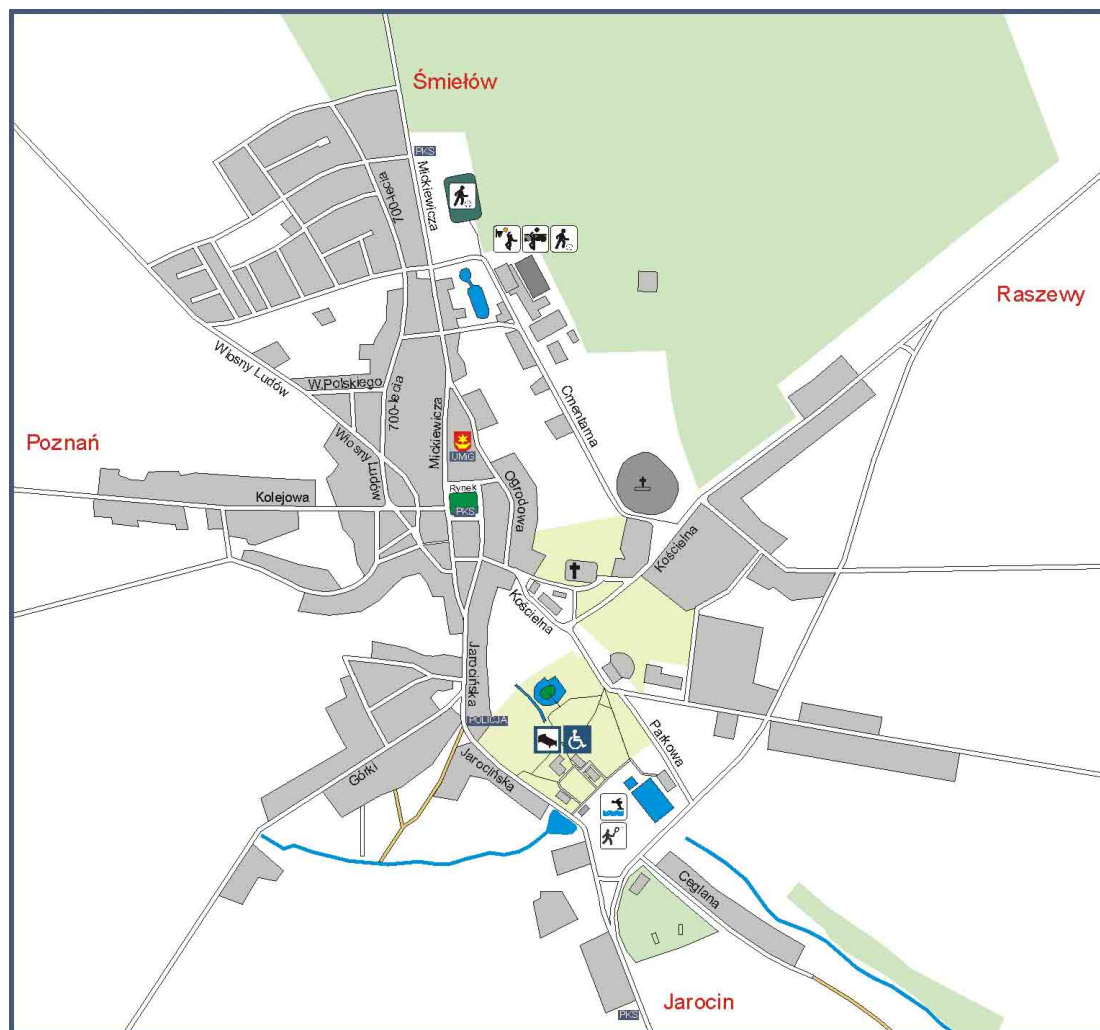 Śmiełów
PKS
Mickiewicza
700-lecia
Raszewy
Wiosny Ludów
W.Polskiego
700-lecia
Mickiewicza
Cmentarna
Poznań
Wiosny Ludów
UMiG
Ogrodowa
Kolejowa
Rynek
PKS
Kościelna
Kościelna
Jarocińska
POLICJA
Parkowa
Górki
Jarocińska
Ceglana
Jarocin
PKS